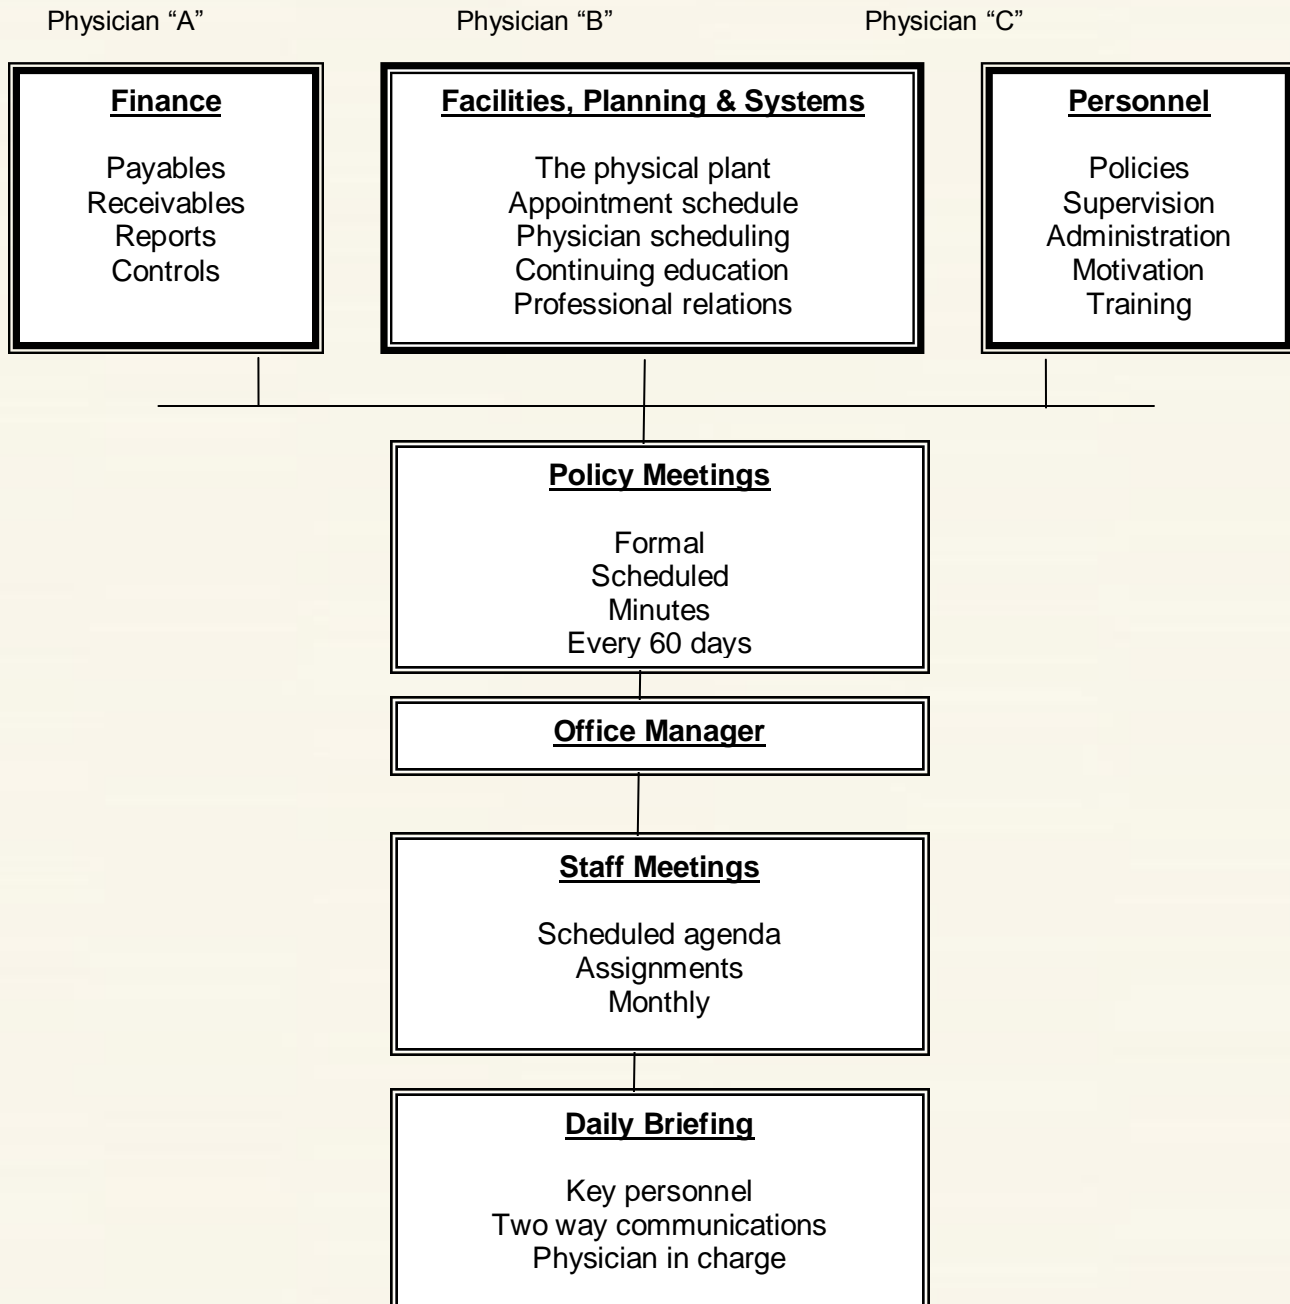 Physician “A”
Physician “B”
Physician “C”
Finance
Payables
Receivables
Reports
Controls
Facilities, Planning & Systems
The physical plant
Appointment schedule
Physician scheduling
Continuing education
Professional relations
Personnel
Policies
Supervision
Administration
Motivation
Training
Policy Meetings
Formal
Scheduled
Minutes
Every 60 days
Office Manager
Staff Meetings
Scheduled agenda
Assignments
Monthly
Daily Briefing
Key personnel
Two way communications
Physician in charge